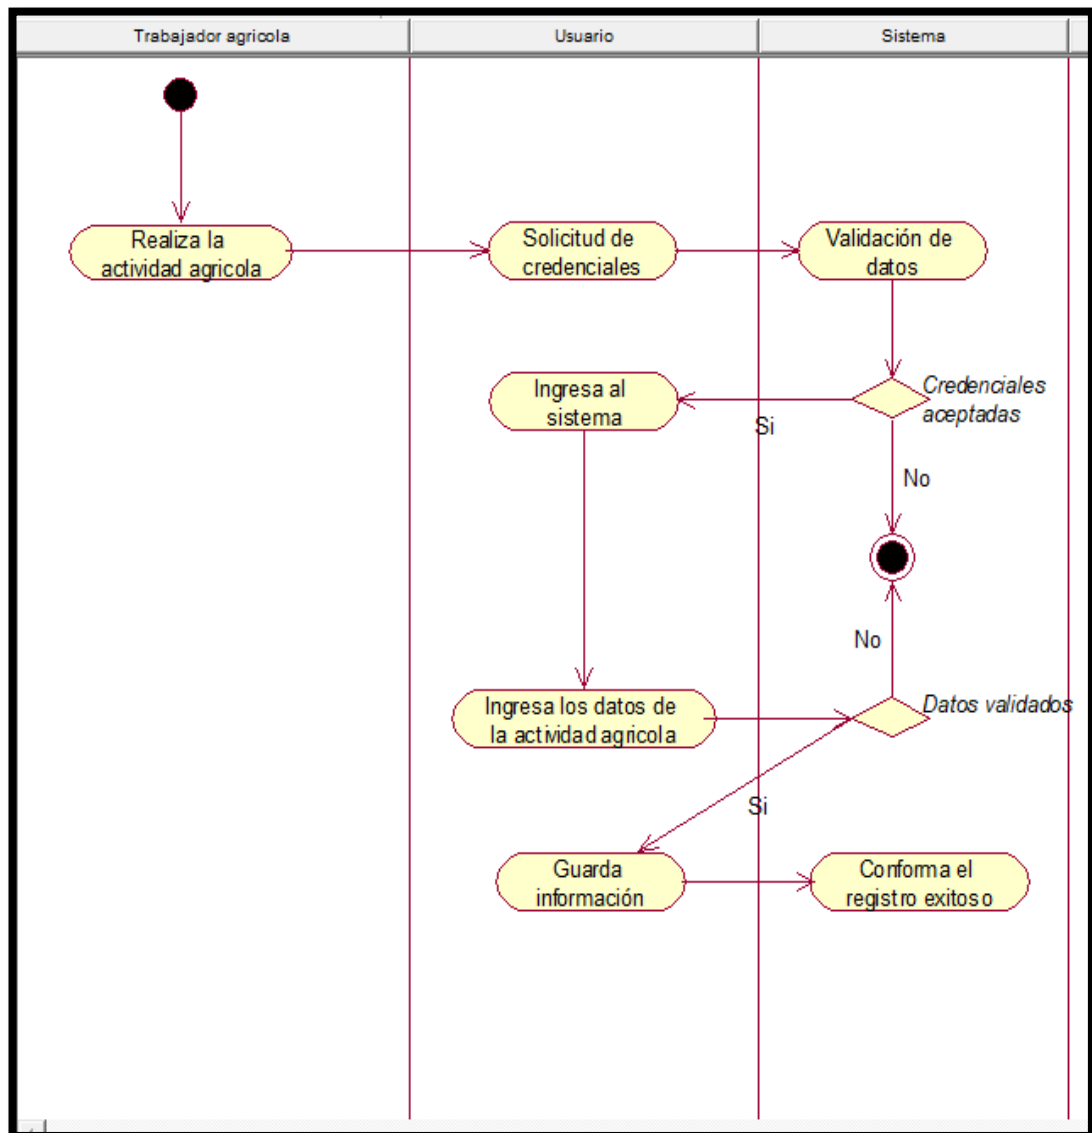 Trabajador agricola
Usuario
Sistema
Realiza la
actividad agricola
Solicitud de
credenciales
Validación de
datos
Ingresa al
sistema
Si
Credenciales
aceptadas
No
No
Ingresa los datos de
la actividad agricola
Datos validados
Si
Guarda
información
Conforma el
registro exitoso